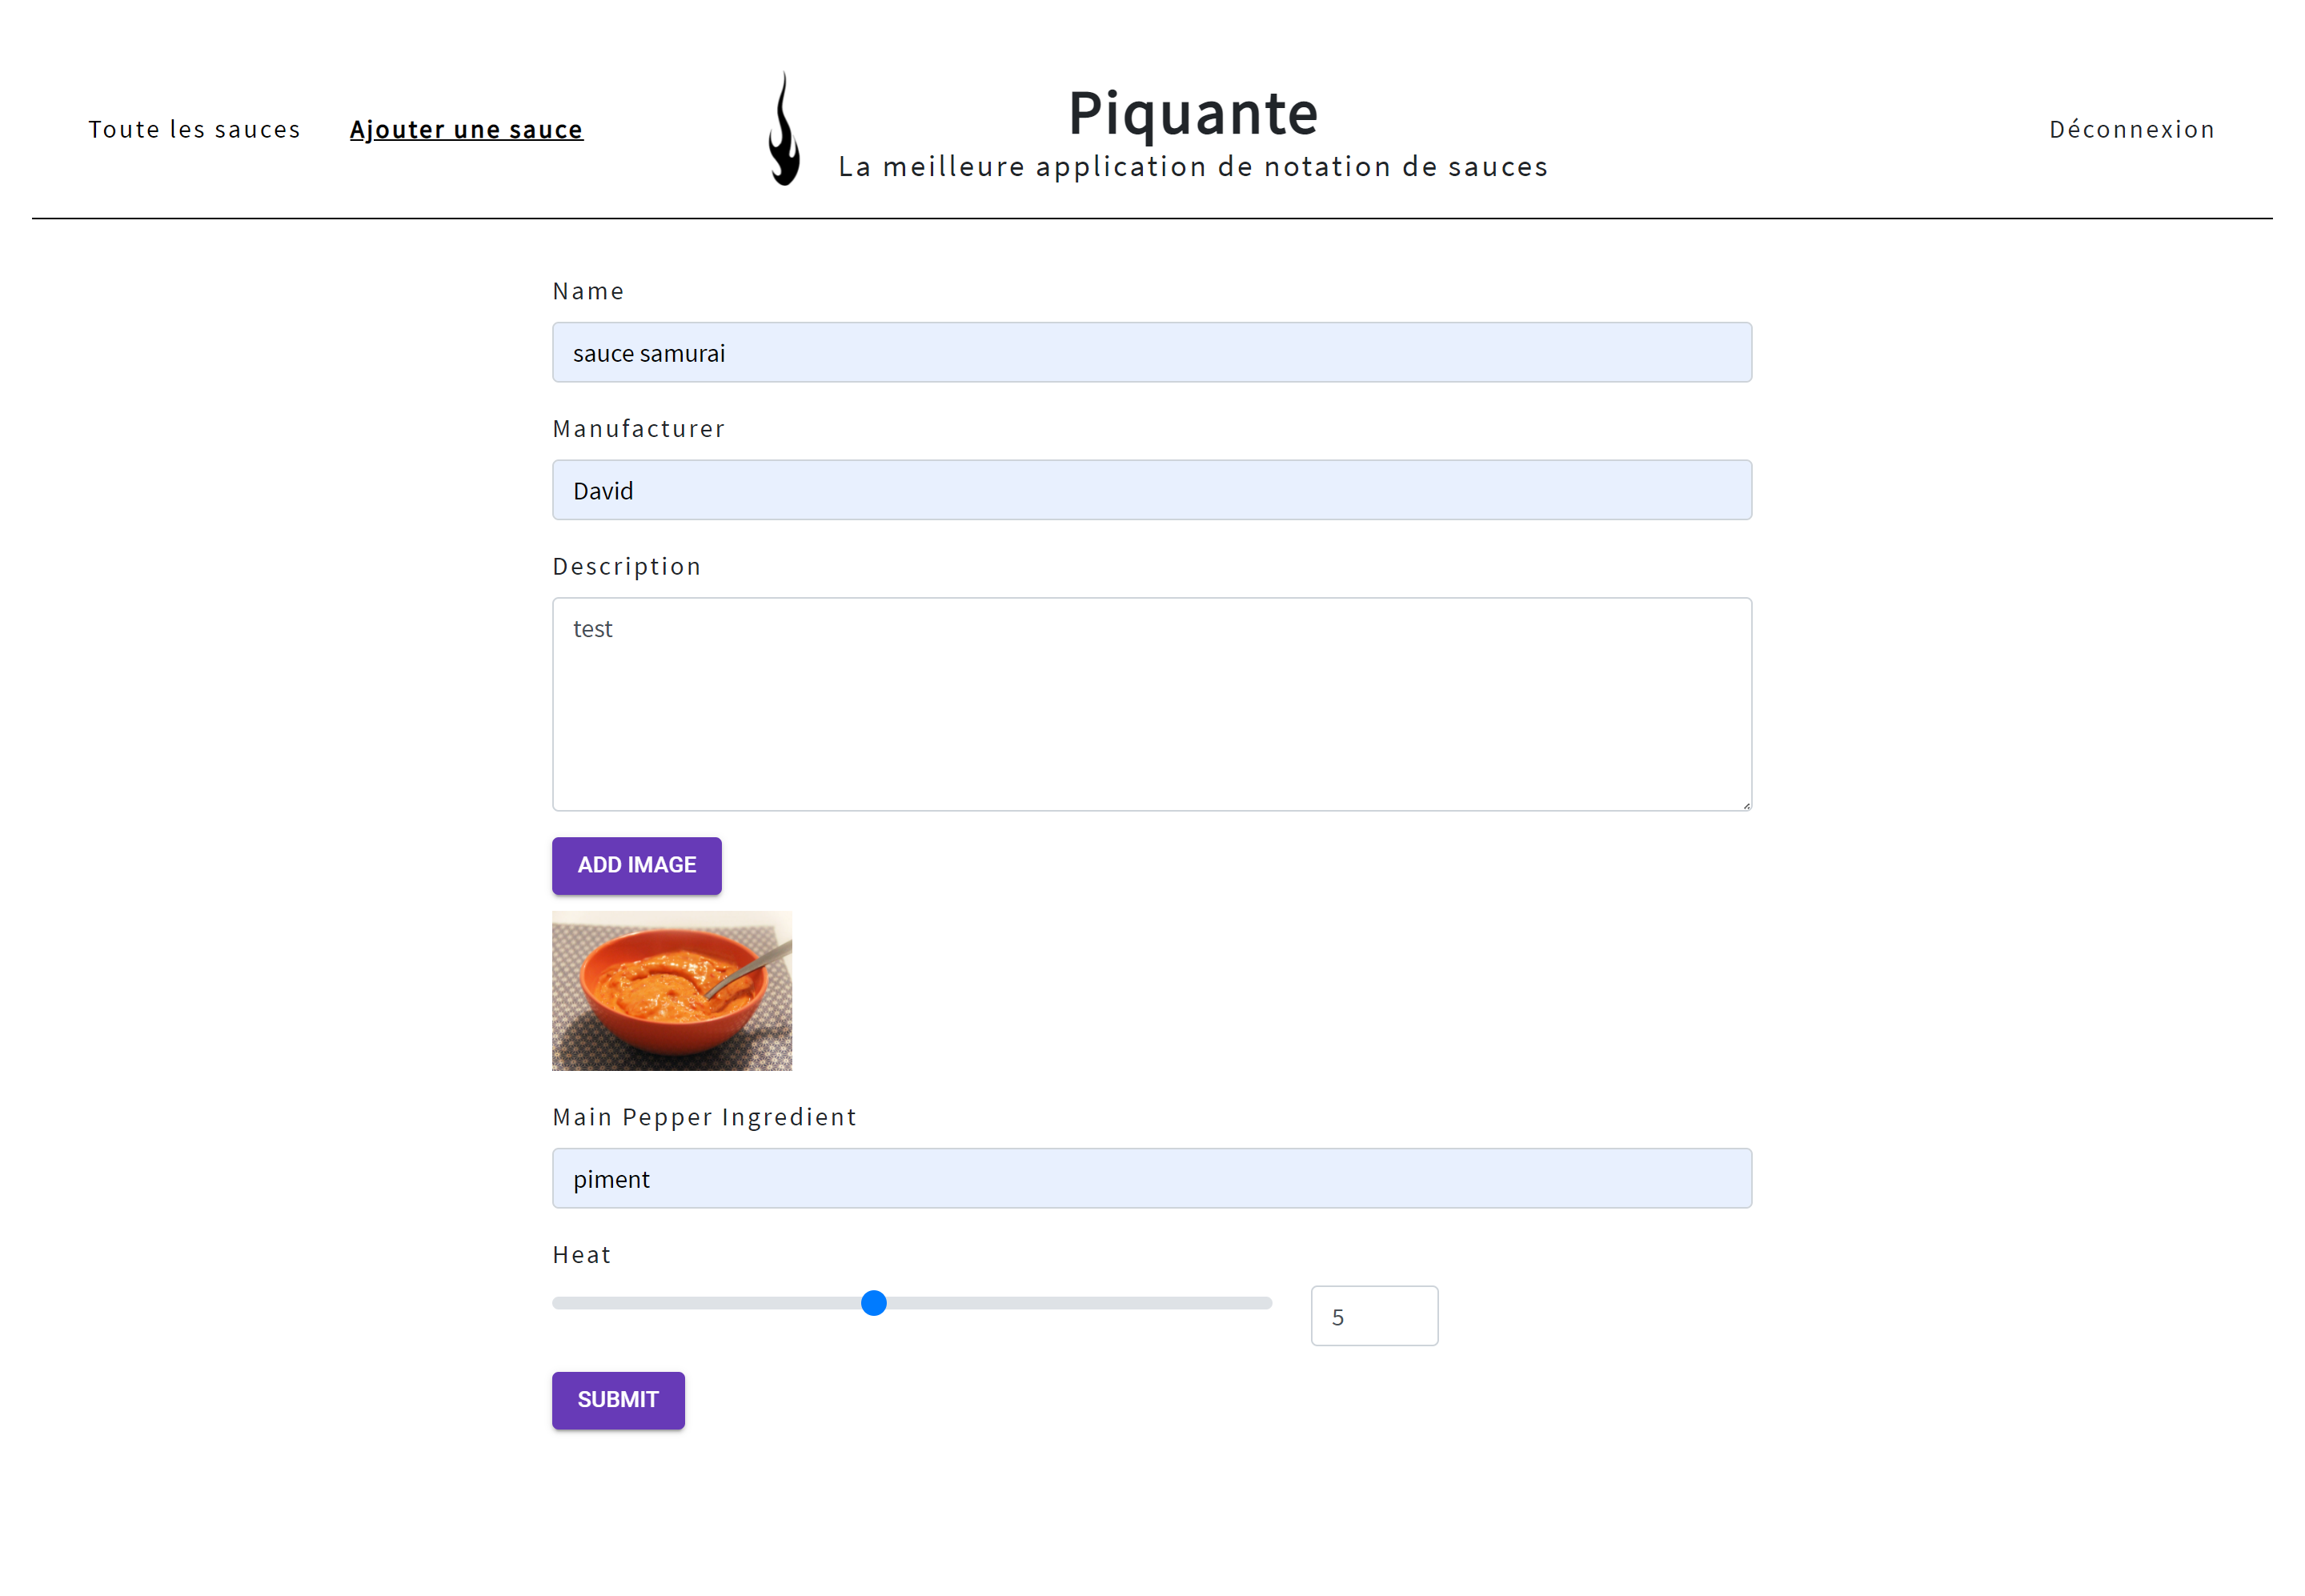 Toute les sauces
Ajouter une sauce
Piquante
La meilleure application de notation de sauces
Déconnexion
Name
sauce samurai
Manufacturer
David
Description
test
ADD IMAGE
Main Pepper Ingredient
piment
Heat
5
SUBMIT